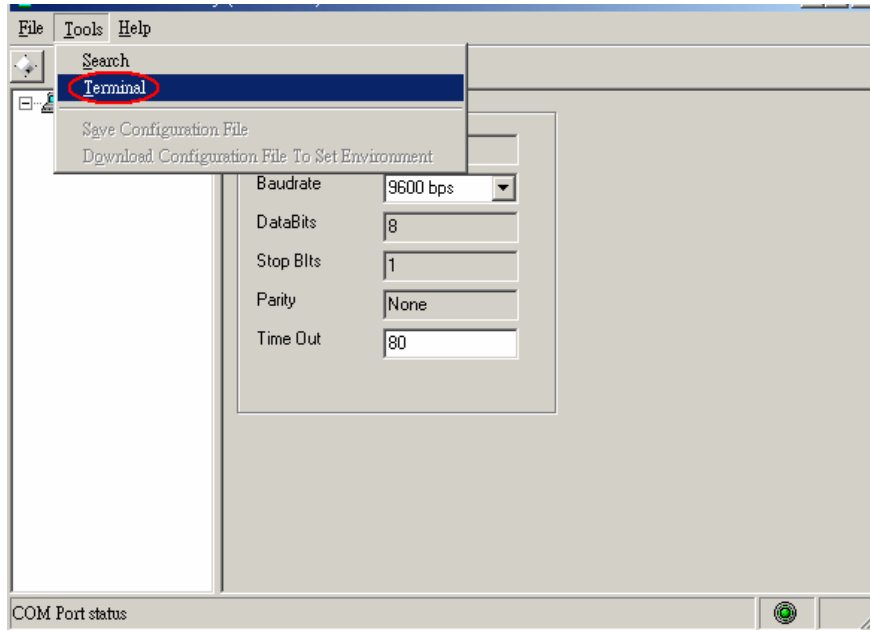 File Tools Help
Search
Terminal
Save Configuration File
Download Configuration File To Set Environment
Baudrate 9600 bps
DataBits 8
Stop BIts 1
Parity None
Time Out 80
COM Port status